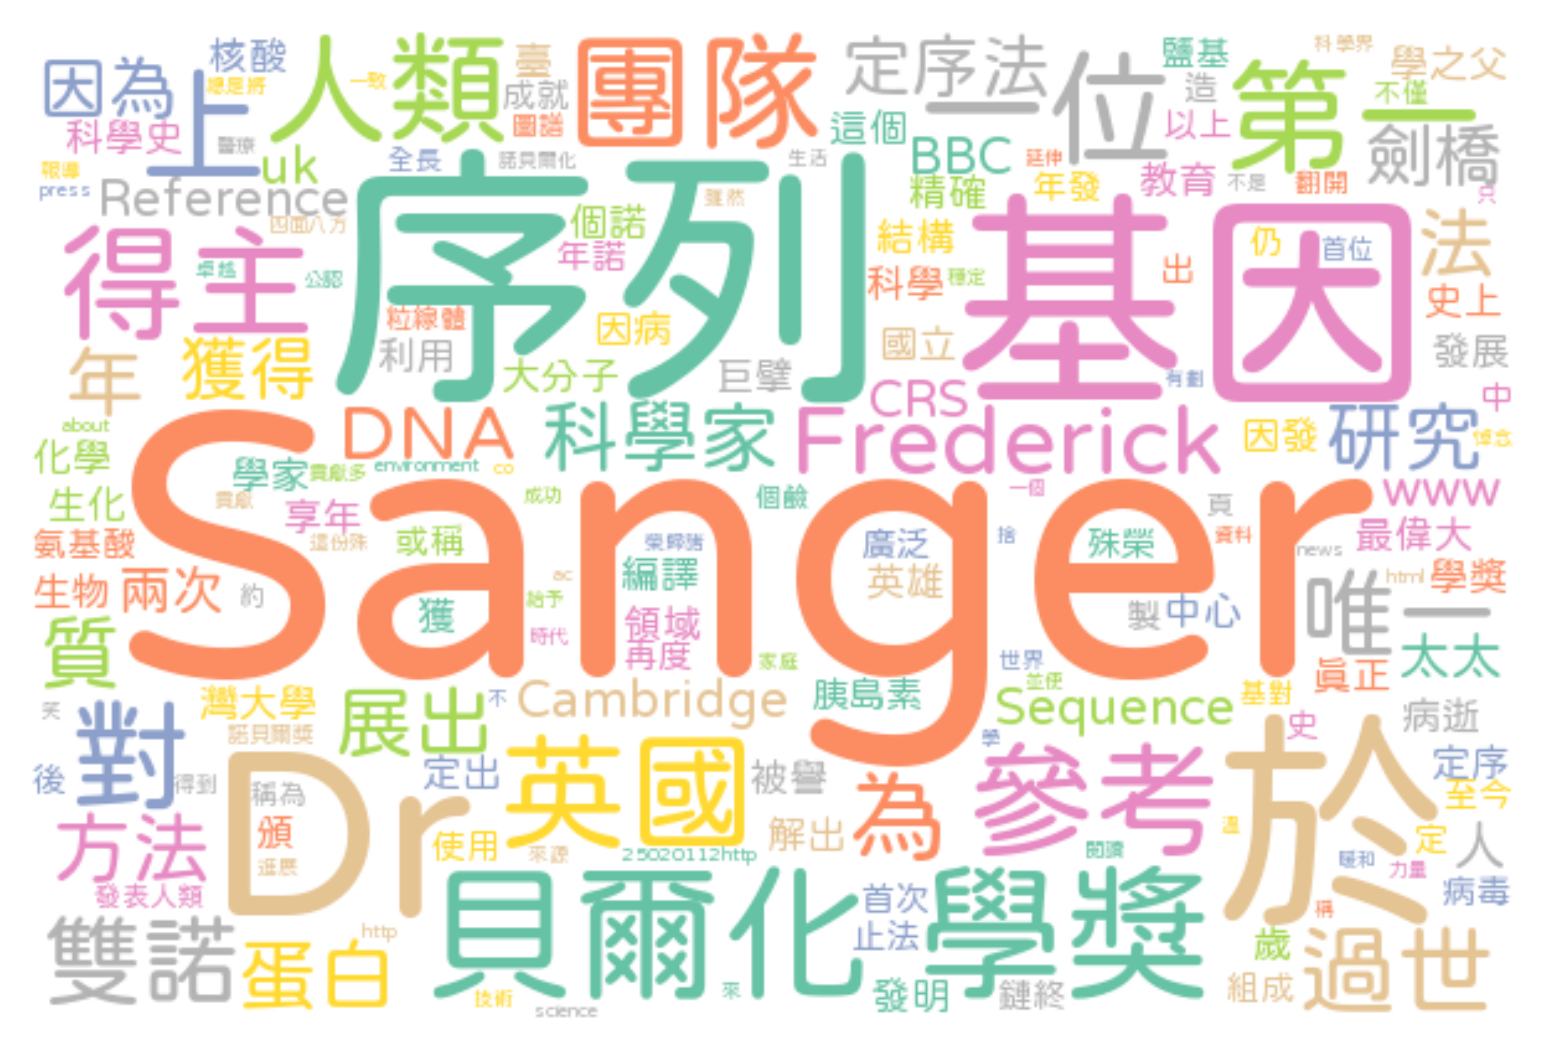 因為
核酸
總是將
上
人類
一致
臺
成就
圖譜
團隊
定序法
一位
鹽基
造
以上
第一
科學界
學之父
不僅
劍橋
科學史
醫療
uk
報導
press
Reference
四面八方
全長
諾貝爾化
生活
這個
BBC
精確
延伸
年發
教育
不是
翻開
只
得主
卓越
公認
序列
個諾
年諾
雖然
粒線體
利用
因病
大分子
巨擘
結構
科學
穩定
國立
基因
出
仍
首位
法
史上
發展
有劃
年
獲得
about
化學
生化
氨基酸
生物
兩次
約
學家
貢獻多
貢獻
享年
這份殊
DNA
environment
co
科學家
CRS
Frederick
因發
研究
悼念
中
www
最偉大
news
html
學獎
Sanger
成功
個鹼
一個
頁
或稱
獲
ac
給予
時代
榮歸諸
編譯
領域
再度
家庭
廣泛
英雄
捨
殊榮
資料
製
中心
世界
並便
唯一
太太
真正
質
灣大學
諾貝爾獎
展出
不
Cambridge
胰島素
Sequence
基對
史
病逝
笑
對
後
得到
Dr
稱為
頒
進展
定出
英國
被譽
為
學
參考
於
定序
至今
方法
發表人類
使用
來源
解出
25020112http
閱讀
溫
定
人
暖和
力量
病毒
雙諾
蛋白
http
貝爾化學獎
首次
止法
技術
science
來
發明
鏈終
稱
歲
組成
過世